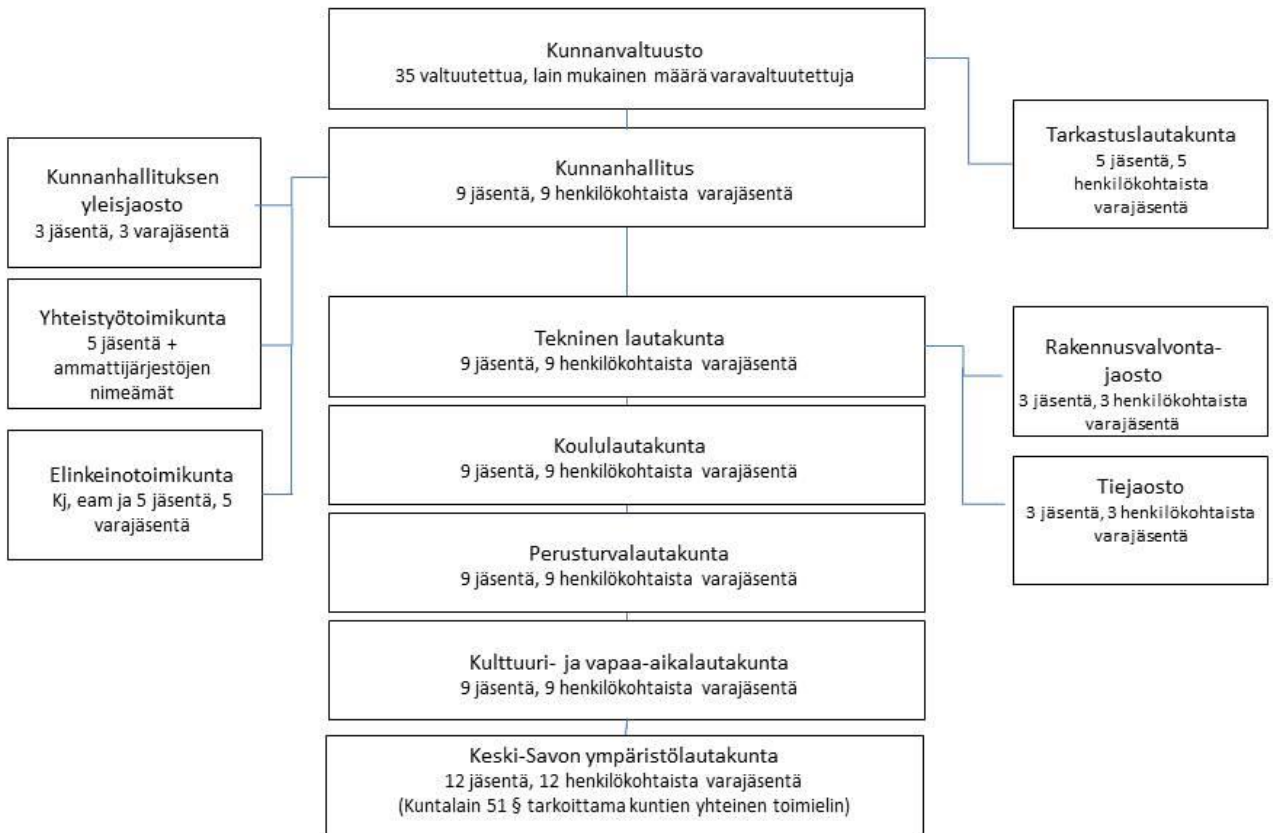 Kunnanvaltuusto
35 valtuutettua, lain mukainen määrä varavaltuutettuja
Tarkastuslautakunta
5 jäsentä, 5
henkilökohtaista
varajäsentä
Kunnanhallitus
9 jäsentä, 9 henkilökohtaista varajäsentä
Kunnanhallituksen
yleisjaosto
3 jäsentä, 3 varajäsentä
Yhteistyötoimikunta
5 jäsentä +
ammattijärjestöjen
nimeämät
Elinkeinotoimikunta
Kj, eam ja 5 jäsentä, 5
varajäsentä
Tekninen lautakunta
9 jäsentä, 9 henkilökohtaista varajäsentä
Rakennusvalvonta-
jaosto
3 jäsentä, 3 henkilökohtaista
varajäsentä
Tiejaosto
3 jäsentä, 3 henkilökohtaista
varajäsentä
Koululautakunta
9 jäsentä, 9 henkilökohtaista varajäsentä
Perusturvalautakunta
9 jäsentä, 9 henkilökohtaista varajäsentä
Kulttuuri- ja vapaa-aikalautakunta
9 jäsentä, 9 henkilökohtaista varajäsentä
Keski-Savon ympäristölautakunta
12 jäsentä, 12 henkilökohtaista varajäsentä
(Kuntalain 51 § tarkoittama kuntien yhteinen toimielin)